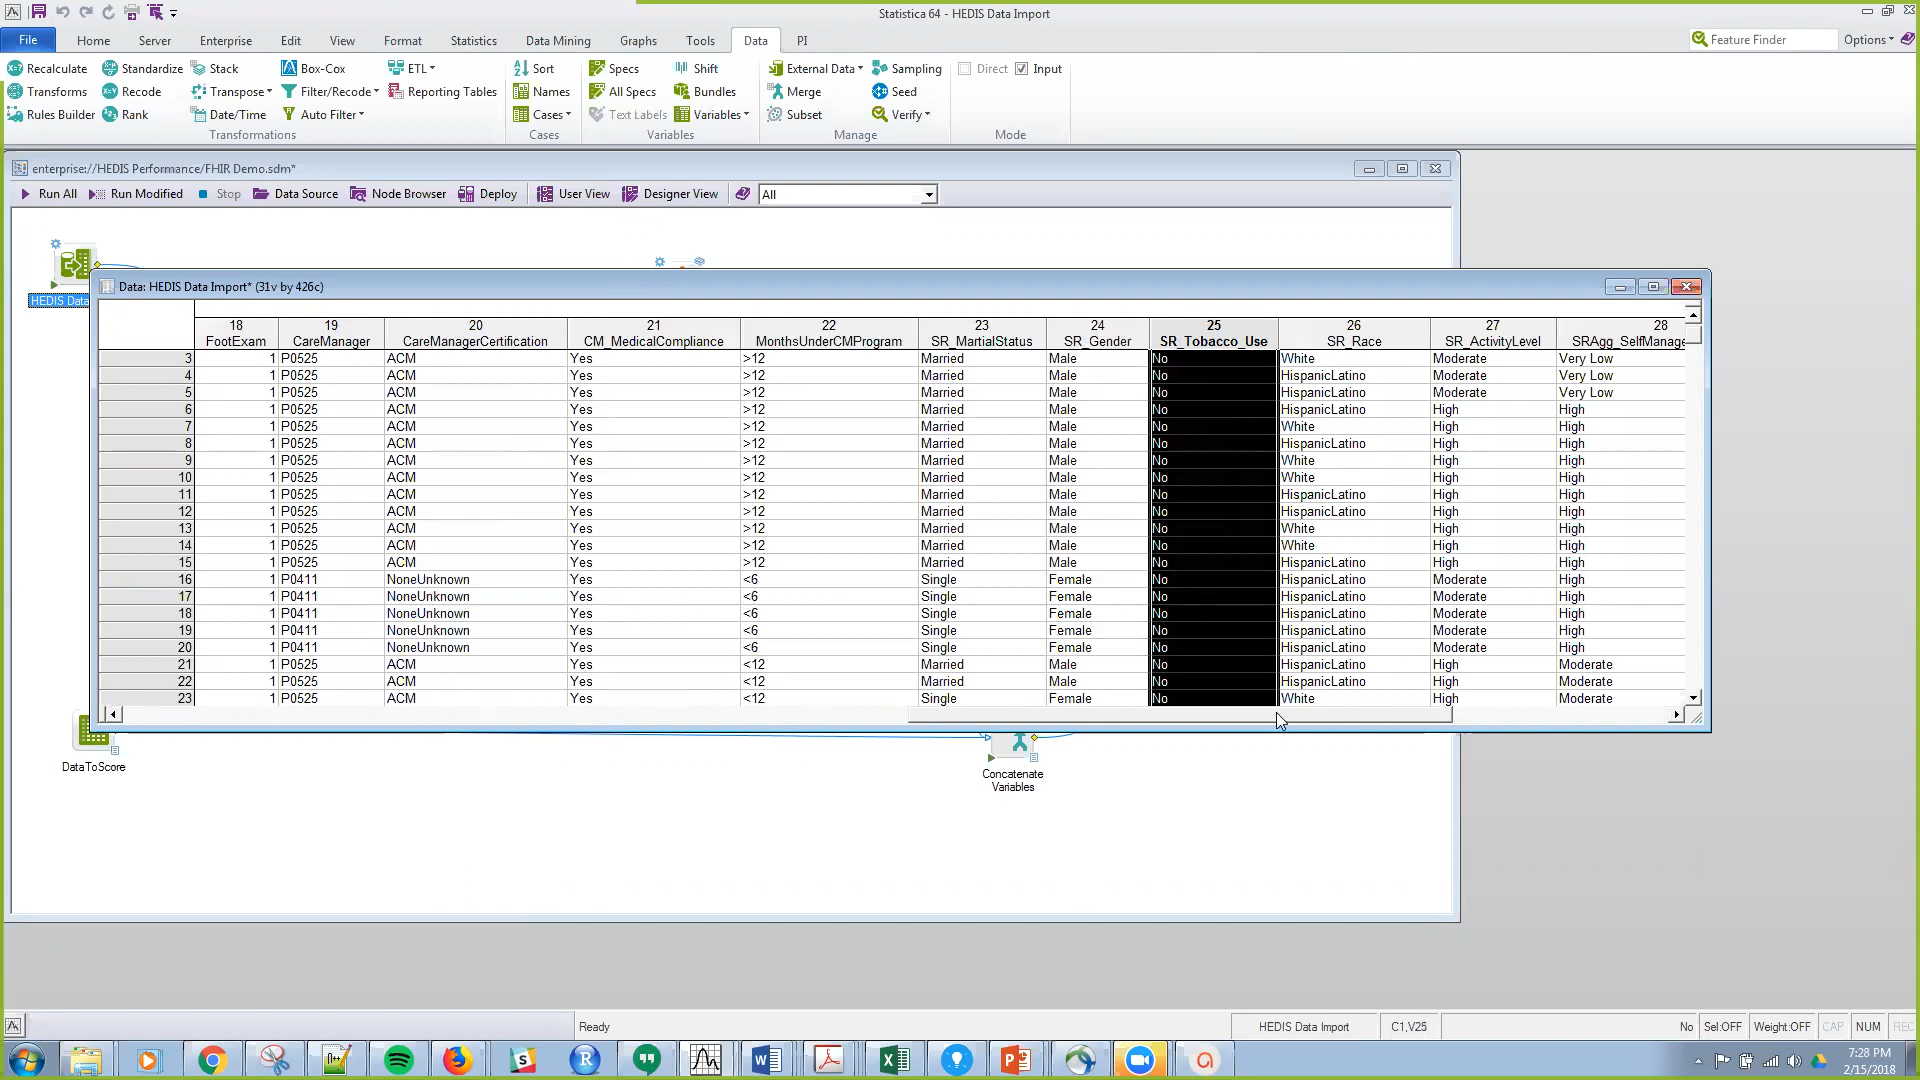 Statistica 64 - HEDIS Data Import
File Home Server Enterprise Edit View Format Statistics Data Mining Graphs Tools Data PI Feature Finder Options
Recalculate Standardize Stack Box-Cox ETL Sort Specs Shift External Data Sampling Direct Input
Transforms Recode Transpose Filter/Recode Reporting Tables Names All Specs Bundles Merge Seed
Rules Builder Rank Date/Time Auto Filter Cases Text Labels Variables Subset Verify
Transformations Cases Variables Manage Mode
enterprise://HEDIS Performance/FHIR Demo.sdm*
Run All Run Modified Stop Data Source Node Browser Deploy User View Designer View All
HEDIS Data
Data: HEDIS Data Import* (31v by 426c)
18 19 20 21 22 23 24 25 26 27 28
FootExam CareManager CareManagerCertification CM_MedicalCompliance MonthsUnderCMProgram SR_MartialStatus SR_Gender SR_Tobacco_Use SR_Race SR_ActivityLevel SRAgg_SelfManage
3 1 P0525 ACM Yes >12 Married Male No White Moderate Very Low
4 1 P0525 ACM Yes >12 Married Male No HispanicLatino Moderate Very Low
5 1 P0525 ACM Yes >12 Married Male No HispanicLatino Moderate Very Low
6 1 P0525 ACM Yes >12 Married Male No HispanicLatino High High
7 1 P0525 ACM Yes >12 Married Male No White High High
8 1 P0525 ACM Yes >12 Married Male No HispanicLatino High High
9 1 P0525 ACM Yes >12 Married Male No White High High
10 1 P0525 ACM Yes >12 Married Male No White High High
11 1 P0525 ACM Yes >12 Married Male No HispanicLatino High High
12 1 P0525 ACM Yes >12 Married Male No HispanicLatino High High
13 1 P0525 ACM Yes >12 Married Male No White High High
14 1 P0525 ACM Yes >12 Married Male No White High High
15 1 P0525 ACM Yes >12 Married Male No HispanicLatino High High
16 1 P0411 NoneUnknown Yes <6 Single Female No HispanicLatino Moderate High
17 1 P0411 NoneUnknown Yes <6 Single Female No HispanicLatino Moderate High
18 1 P0411 NoneUnknown Yes <6 Single Female No HispanicLatino Moderate High
19 1 P0411 NoneUnknown Yes <6 Single Female No HispanicLatino Moderate High
20 1 P0411 NoneUnknown Yes <6 Single Female No HispanicLatino Moderate High
21 1 P0525 ACM Yes <12 Married Male No HispanicLatino High Moderate
22 1 P0525 ACM Yes <12 Married Male No HispanicLatino High Moderate
23 1 P0525 ACM Yes <12 Single Female No White High Moderate
DataToScore
Concatenate
Variables
Ready HEDIS Data Import C1,V25 No Sel:OFF Weight:OFF CAP NUM REC
7:28 PM
2/15/2018